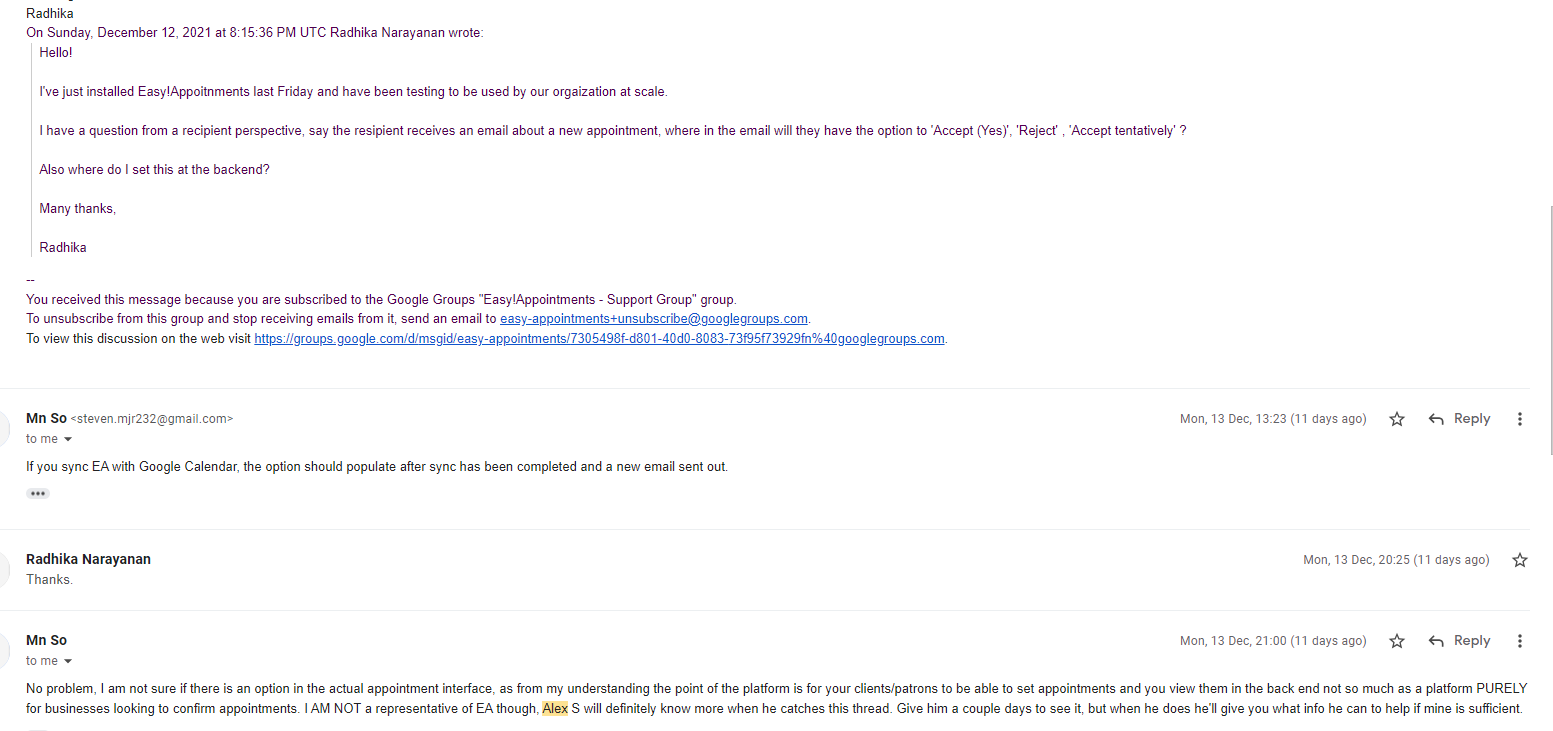 Radhika
On Sunday, December 12, 2021 at 8:15:36 PM UTC Radhika Narayanan wrote:
Hello!
I've just installed Easy!Appoitnments last Friday and have been testing to be used by our orgaization at scale.
I have a question from a recipient perspective, say the resipient receives an email about a new appointment, where in the email will they have the option to 'Accept (Yes)', 'Reject' , 'Accept tentatively' ?
Also where do I set this at the backend?
Many thanks,
Radhika
--
You received this message because you are subscribed to the Google Groups "Easy!Appointments - Support Group" group.
To unsubscribe from this group and stop receiving emails from it, send an email to easy-appointments+unsubscribe@googlegroups.com.
To view this discussion on the web visit https://groups.google.com/d/msgid/easy-appointments/7305498f-d801-40d0-8083-73f95f73929fn%40googlegroups.com.
Mn So <steven.mjr232@gmail.com> Mon, 13 Dec, 13:23 (11 days ago) Reply
to me
If you sync EA with Google Calendar, the option should populate after sync has been completed and a new email sent out.
Radhika Narayanan Mon, 13 Dec, 20:25 (11 days ago)
Thanks.
Mn So Mon, 13 Dec, 21:00 (11 days ago) Reply
to me
No problem, I am not sure if there is an option in the actual appointment interface, as from my understanding the point of the platform is for your clients/patrons to be able to set appointments and you view them in the back end not so much as a platform PURELY
for businesses looking to confirm appointments. I AM NOT a representative of EA though, Alex S will definitely know more when he catches this thread. Give him a couple days to see it, but when he does he'll give you what info he can to help if mine is sufficient.